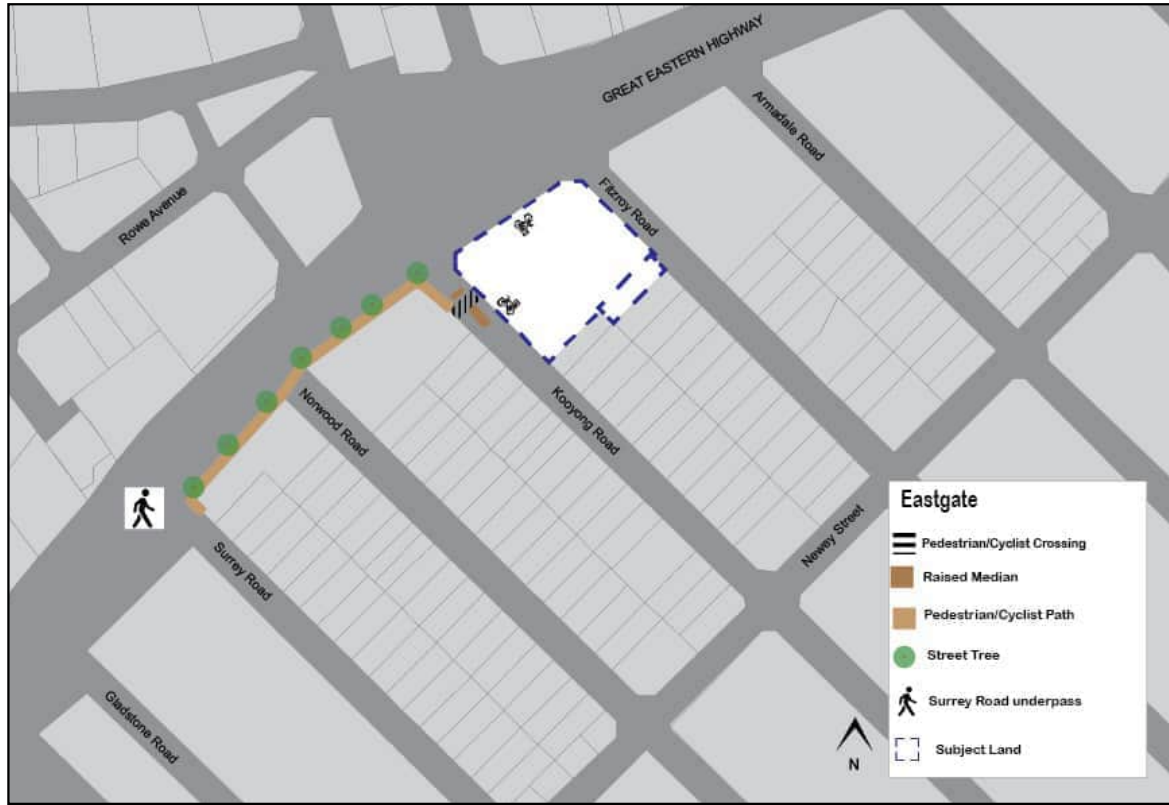 GREAT EASTERN HIGHWAY
Armadale Road
Rowe Avenue
Fitzroy Road
Norwood Road
Kooyong Road
Surrey Road
Newey Street
Gladstone Road
N
Eastgate
Pedestrian/Cyclist Crossing
Raised Median
Pedestrian/Cyclist Path
Street Tree
Surrey Road underpass
Subject Land